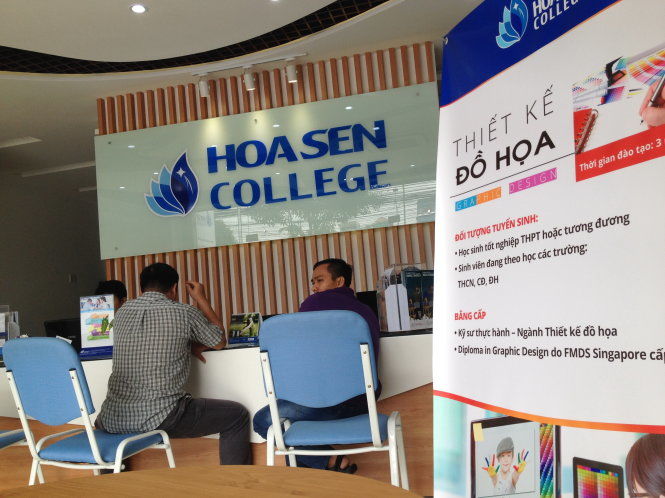 HOA SEN
COLLEGE
COLLEGE
THIẾT KẾ
ĐỒ HỌA
GRAPHIC DESIGN
Thời gian đào tạo: 3
ĐỐI TƯỢNG TUYỂN SINH:
• Học sinh tốt nghiệp THPT hoặc tương đương
• Sinh viên đang theo học các trường:
THCN, CĐ, ĐH
BẰNG CẤP
• Kỹ sư thực hành – Ngành Thiết kế đồ họa
• Diploma in Graphic Design do FMDS Singapore cấp